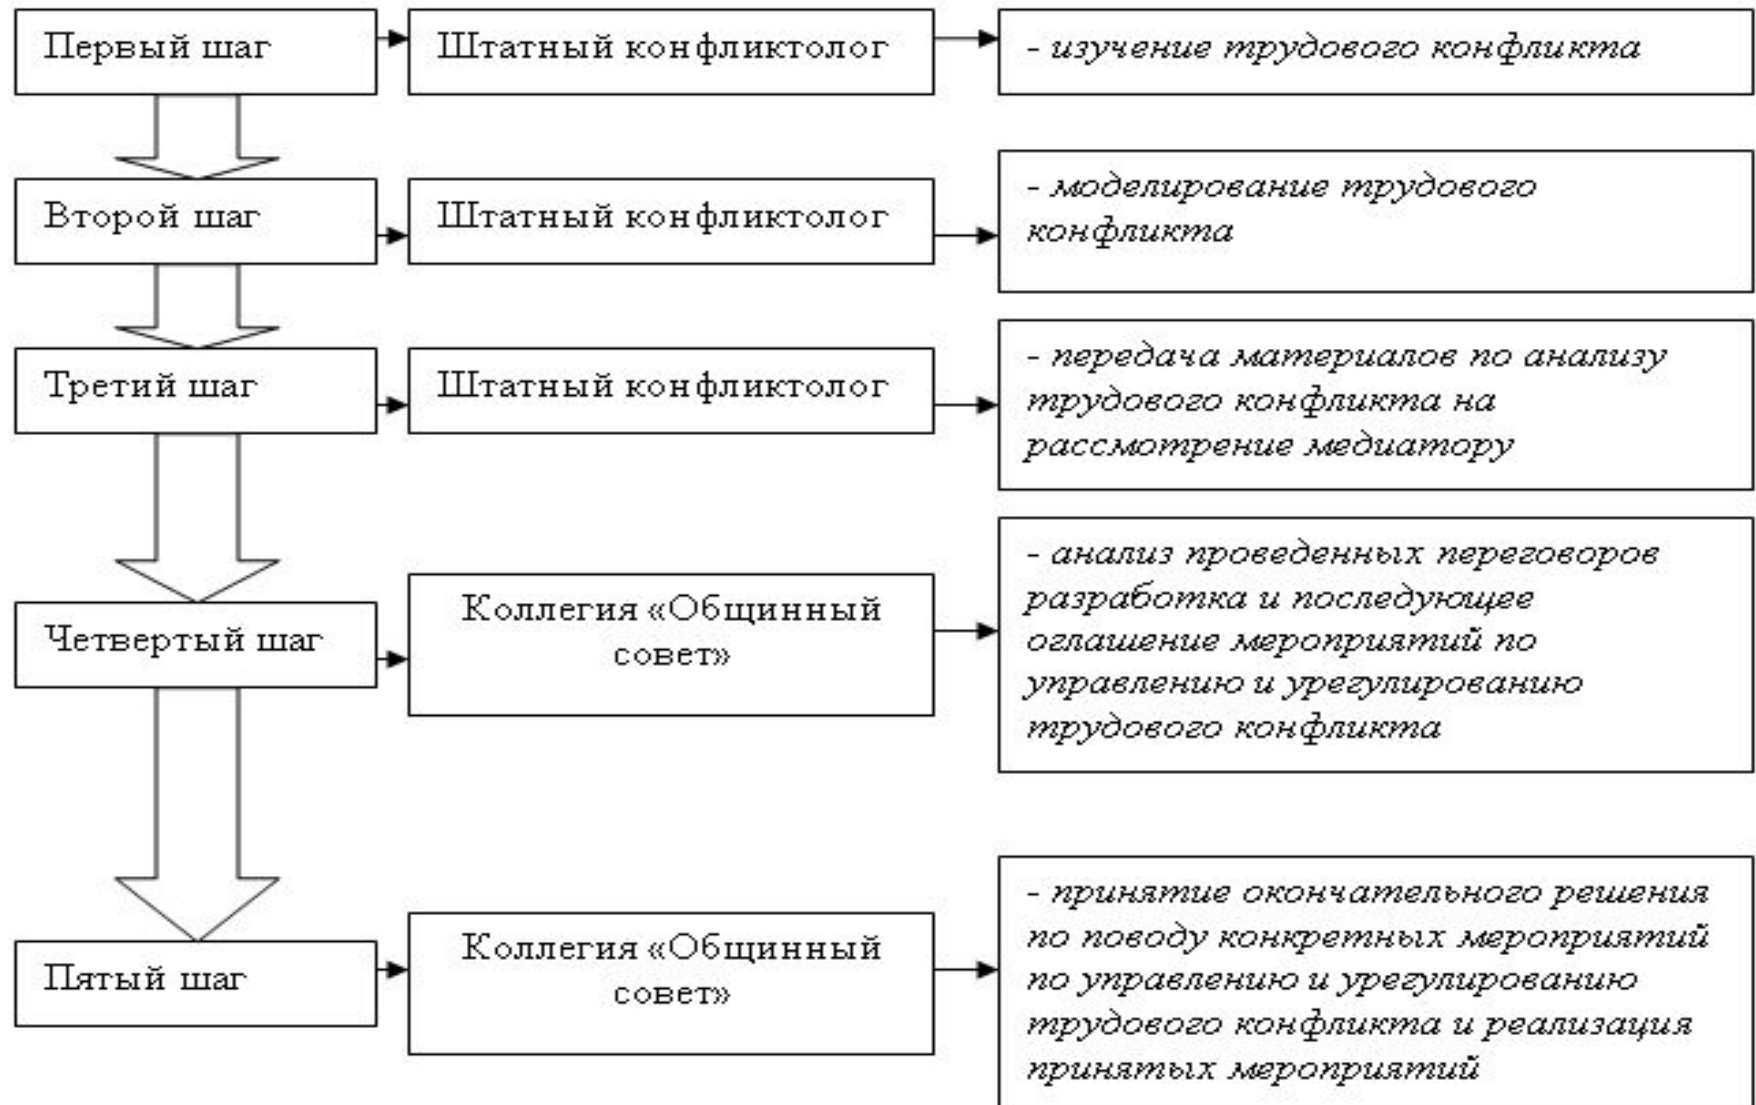 Первый шаг
Штатный конфликтолог
- изучение трудового конфликта
Второй шаг
Штатный конфликтолог
- моделирование трудового
конфликта
Третий шаг
Штатный конфликтолог
- передача материалов по анализу
трудового конфликта на
рассмотрение медиатору
Четвертый шаг
Коллегия «Общинный
совет»
- анализ проведенных переговоров
разработка и последующее
оглашение мероприятий по
управлению и урегулированию
трудового конфликта
Пятый шаг
Коллегия «Общинный
совет»
- принятие окончательного решения
по поводу конкретных мероприятий
по управлению и урегулированию
трудового конфликта и реализация
принятых мероприятий